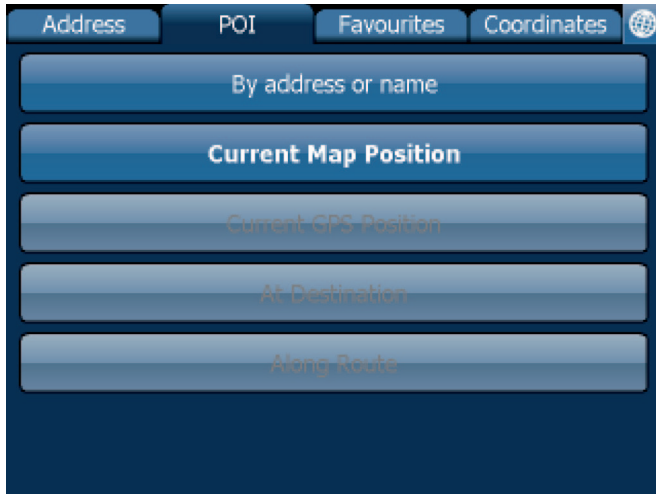 Address POI Favourites Coordinates
By address or name
Current Map Position
Current GPS Position
At Destination
Along Route